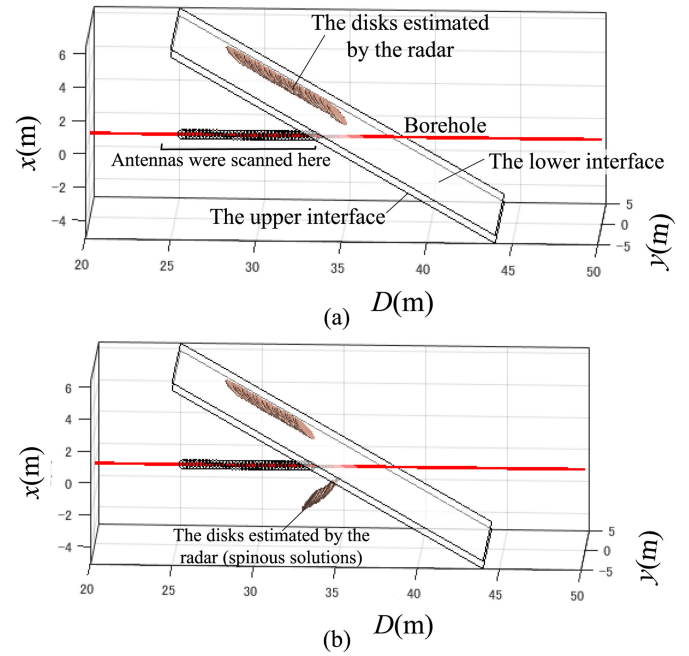 The disks estimated
by the radar
6
4
2
0
-2
-4
x(m)
Borehole
Antennas were scanned here
The lower interface
The upper interface
5
0
-5
y(m)
20
25
30
35
40
45
50
D(m)
(a)
6
4
2
0
-2
-4
x(m)
The disks estimated by the
radar (spinous solutions)
5
0
-5
y(m)
20
25
30
35
40
45
50
D(m)
(b)